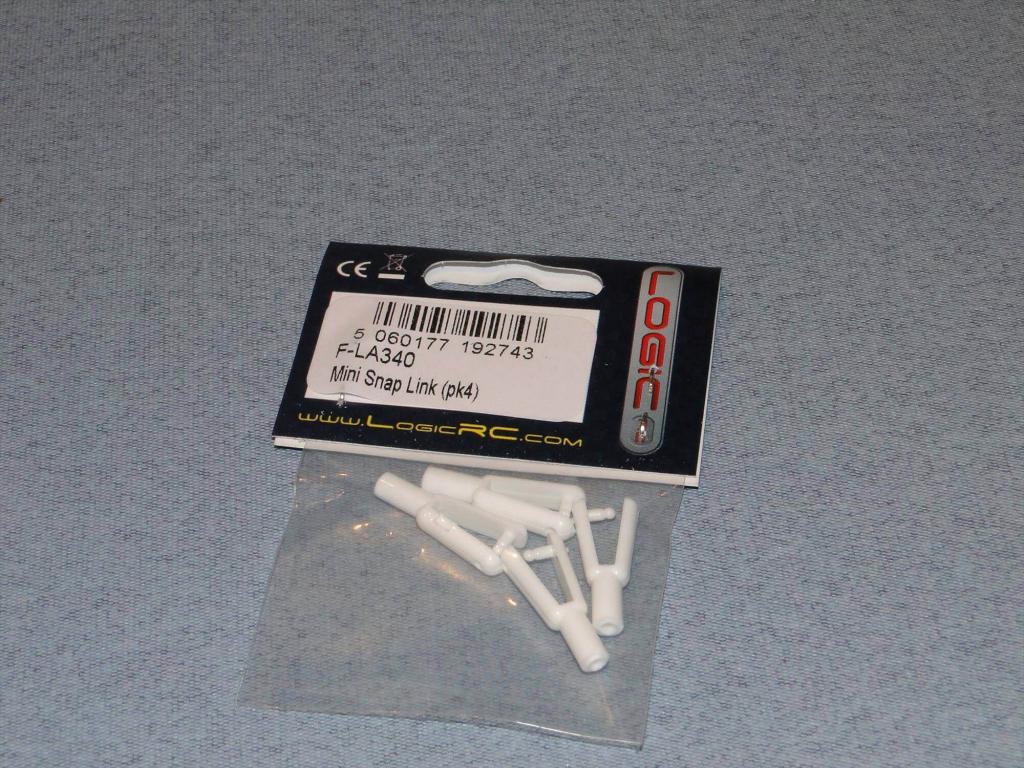 CE
5 060177 192743
F-LA340
Mini Snap Link (pk4)
www.LogicRC.com
LOGIC